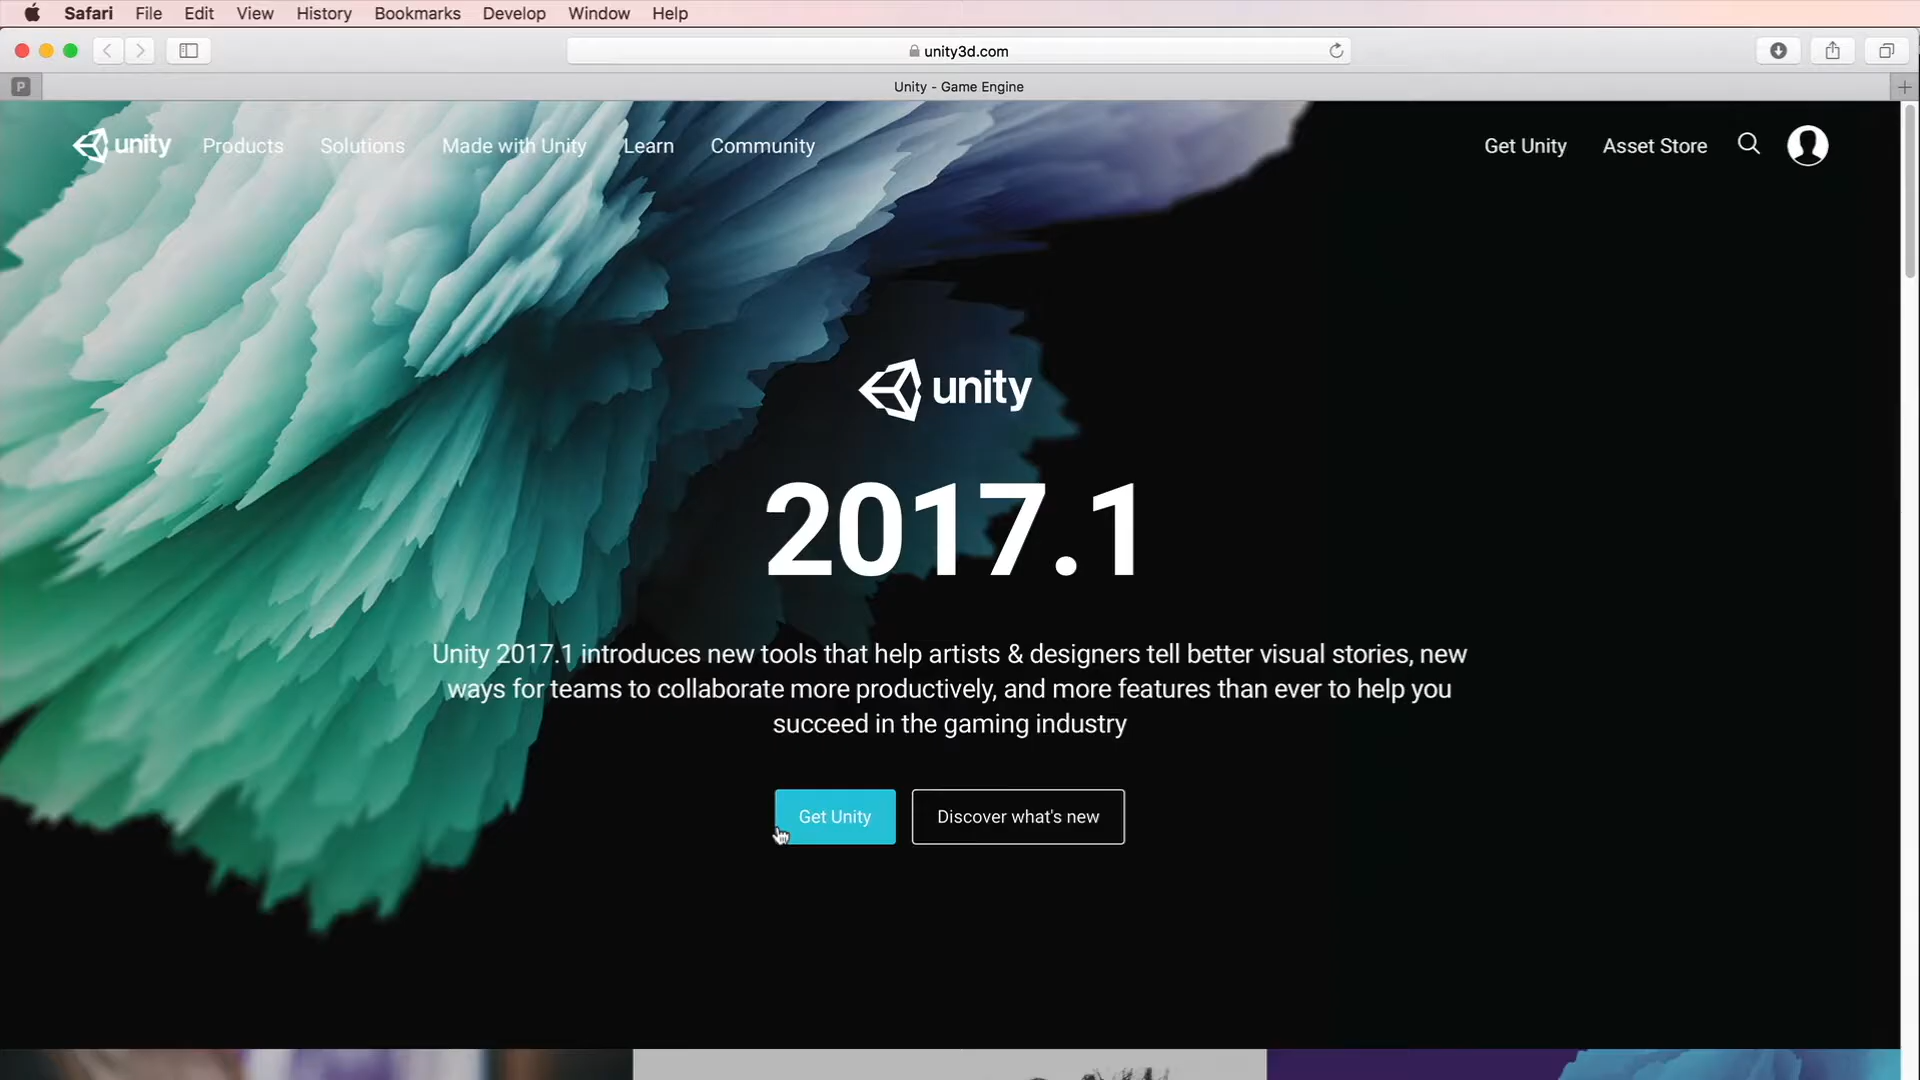 Safari File Edit View History Bookmarks Develop Window Help
unity3d.com
P
Unity - Game Engine
unity Products Solutions Made with Unity Learn Community Get Unity Asset Store
unity
2017.1
Unity 2017.1 introduces new tools that help artists & designers tell better visual stories, new
ways for teams to collaborate more productively, and more features than ever to help you
succeed in the gaming industry
Get Unity Discover what's new